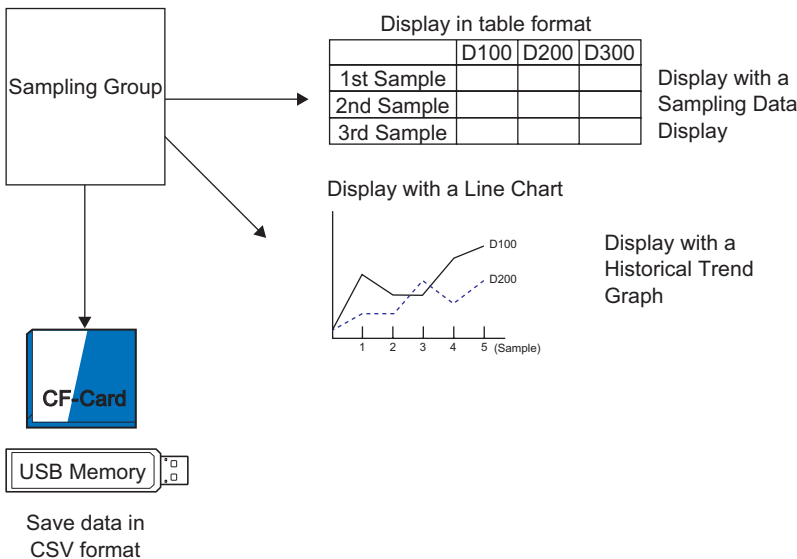 Sampling Group
Display in table format
D100 D200 D300
1st Sample
2nd Sample
3rd Sample
Display with a
Sampling Data
Display
Display with a Line Chart
D100
D200
1 2 3 4 5 (Sample)
Display with a
Historical Trend
Graph
CF-Card
USB Memory
Save data in
CSV format